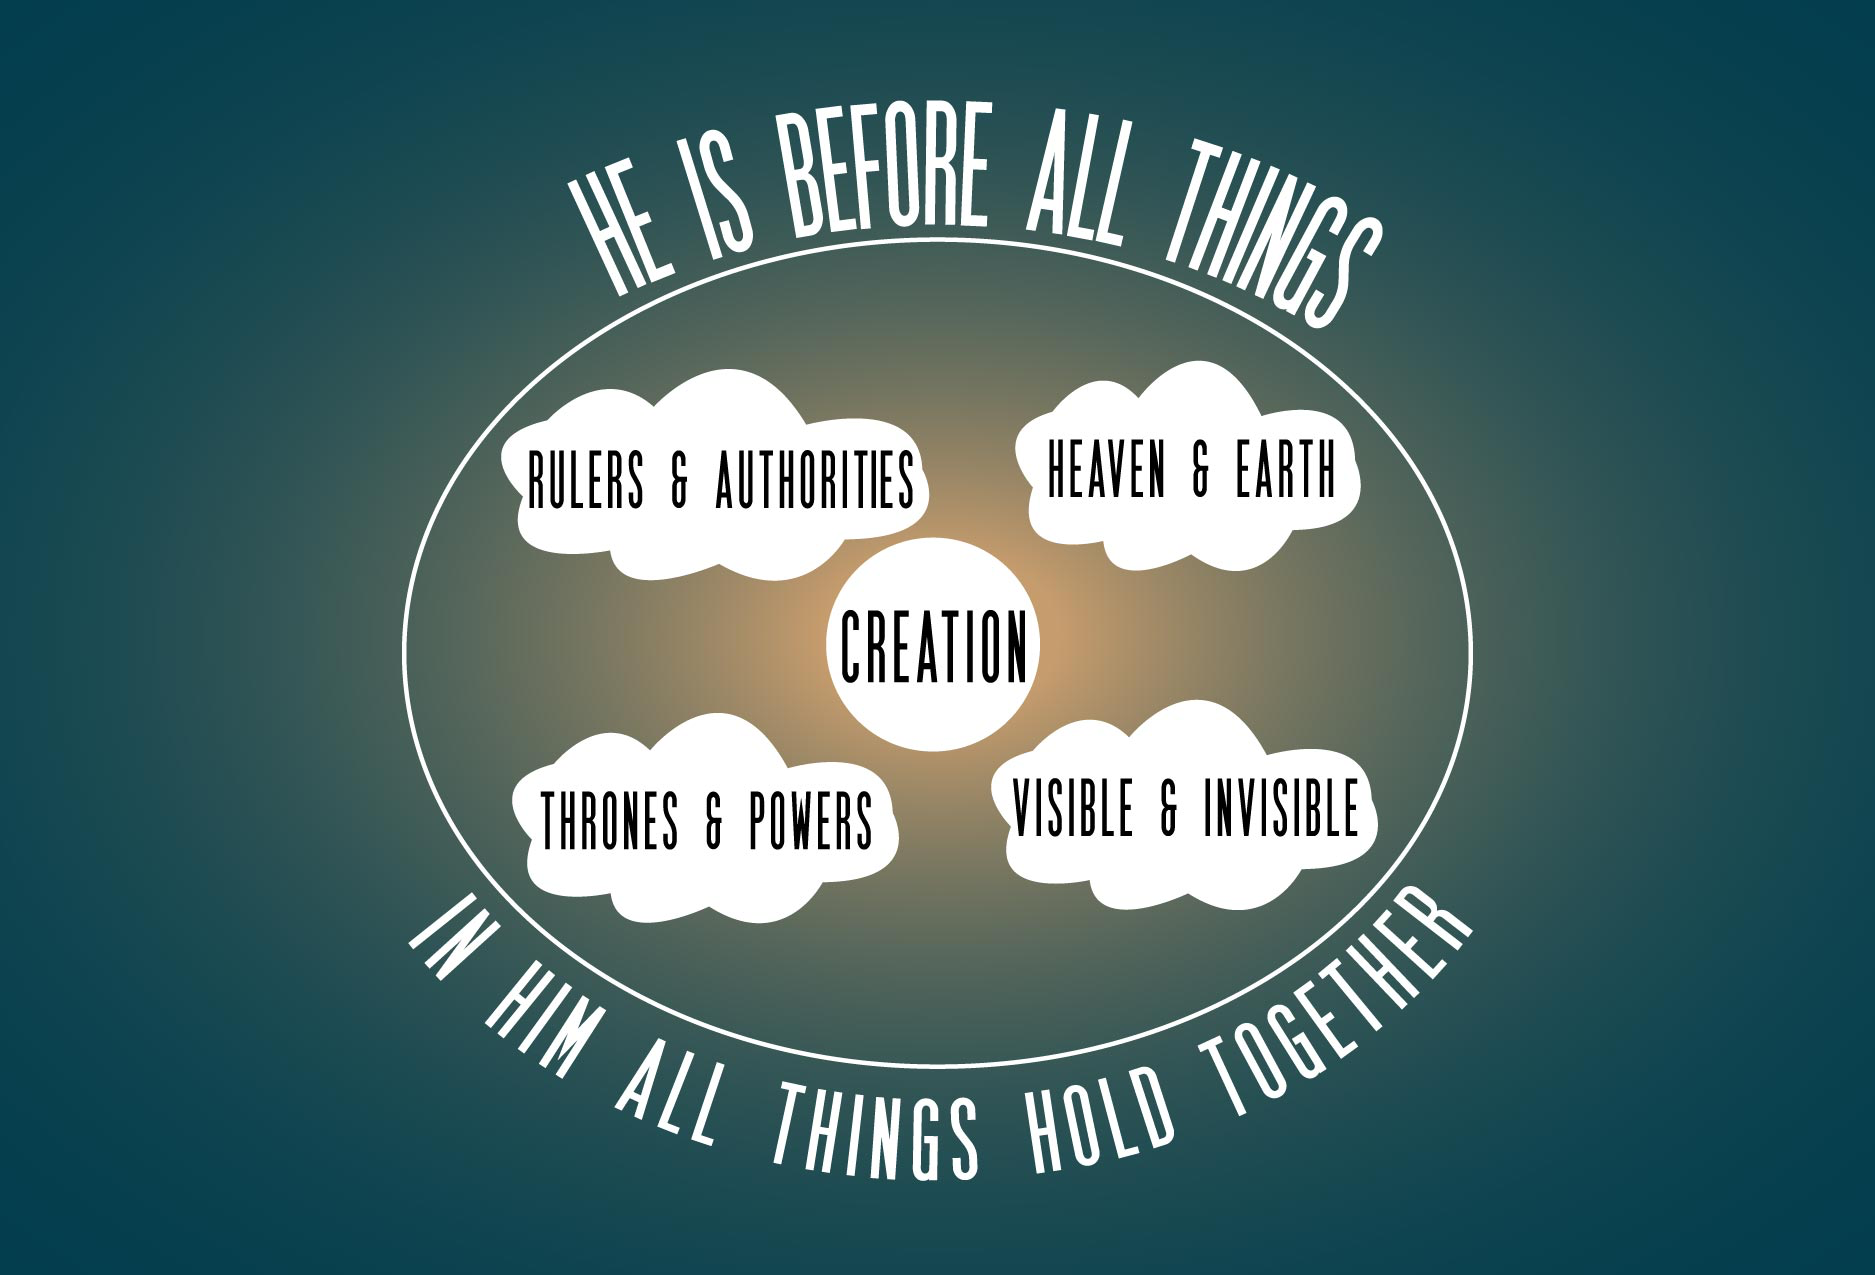 HE IS BEFORE ALL THINGS
RULERS & AUTHORITIES
HEAVEN & EARTH
CREATION
THRONES & POWERS
VISIBLE & INVISIBLE
IN HIM ALL THINGS HOLD TOGETHER